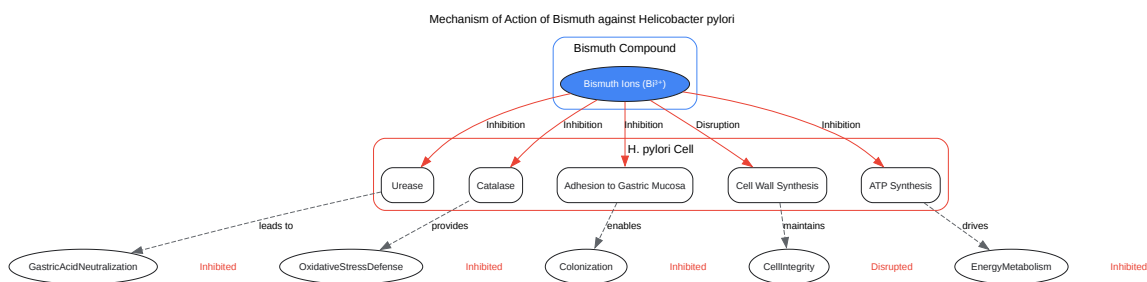 Mechanism of Action of Bismuth against Helicobacter pylori
Bismuth Compound
Bismuth Ions (Bi³⁺)
Inhibition
Inhibition
Inhibition
Disruption
Inhibition
H. pylori Cell
Urease
Catalase
Adhesion to Gastric Mucosa
Cell Wall Synthesis
ATP Synthesis
leads to
provides
enables
maintains
drives
GastricAcidNeutralization
Inhibited
OxidativeStressDefense
Inhibited
Colonization
Inhibited
CellIntegrity
Disrupted
EnergyMetabolism
Inhibited